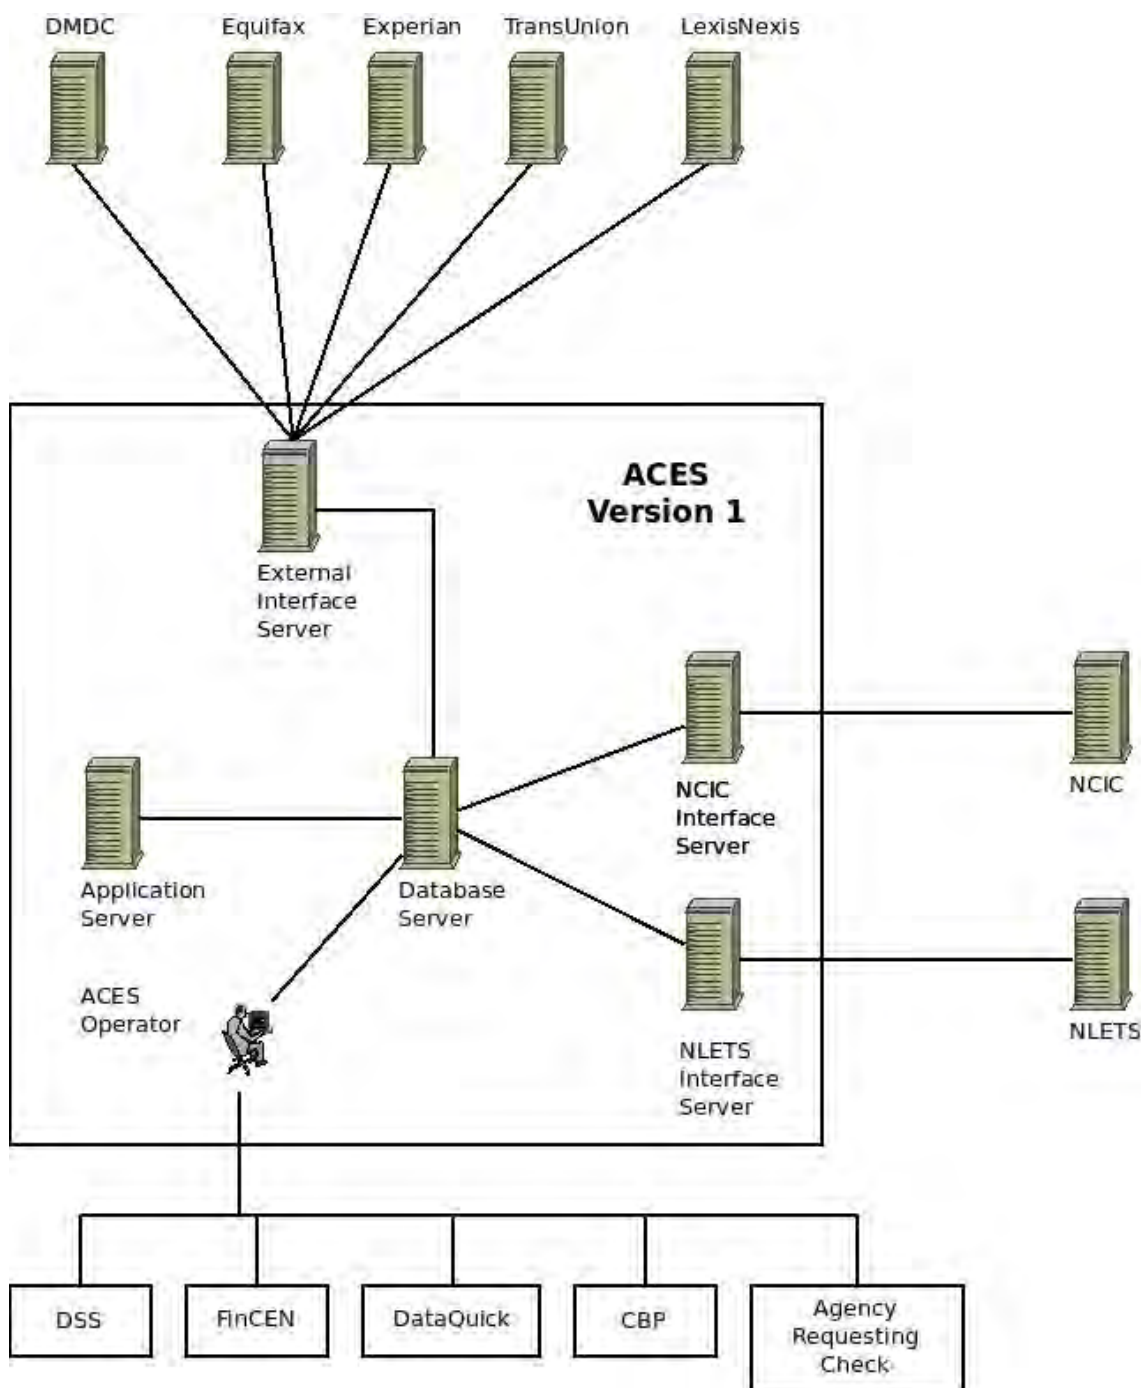 DMDC
Equifax
Experian
TransUnion
LexisNexis
ACES
Version 1
External
Interface
Server
NCIC
Interface
Server
NCIC
Application
Server
Database
Server
ACES
Operator
NLETS
Interface
Server
NLETS
DSS
FinCEN
DataQuick
CBP
Agency
Requesting
Check